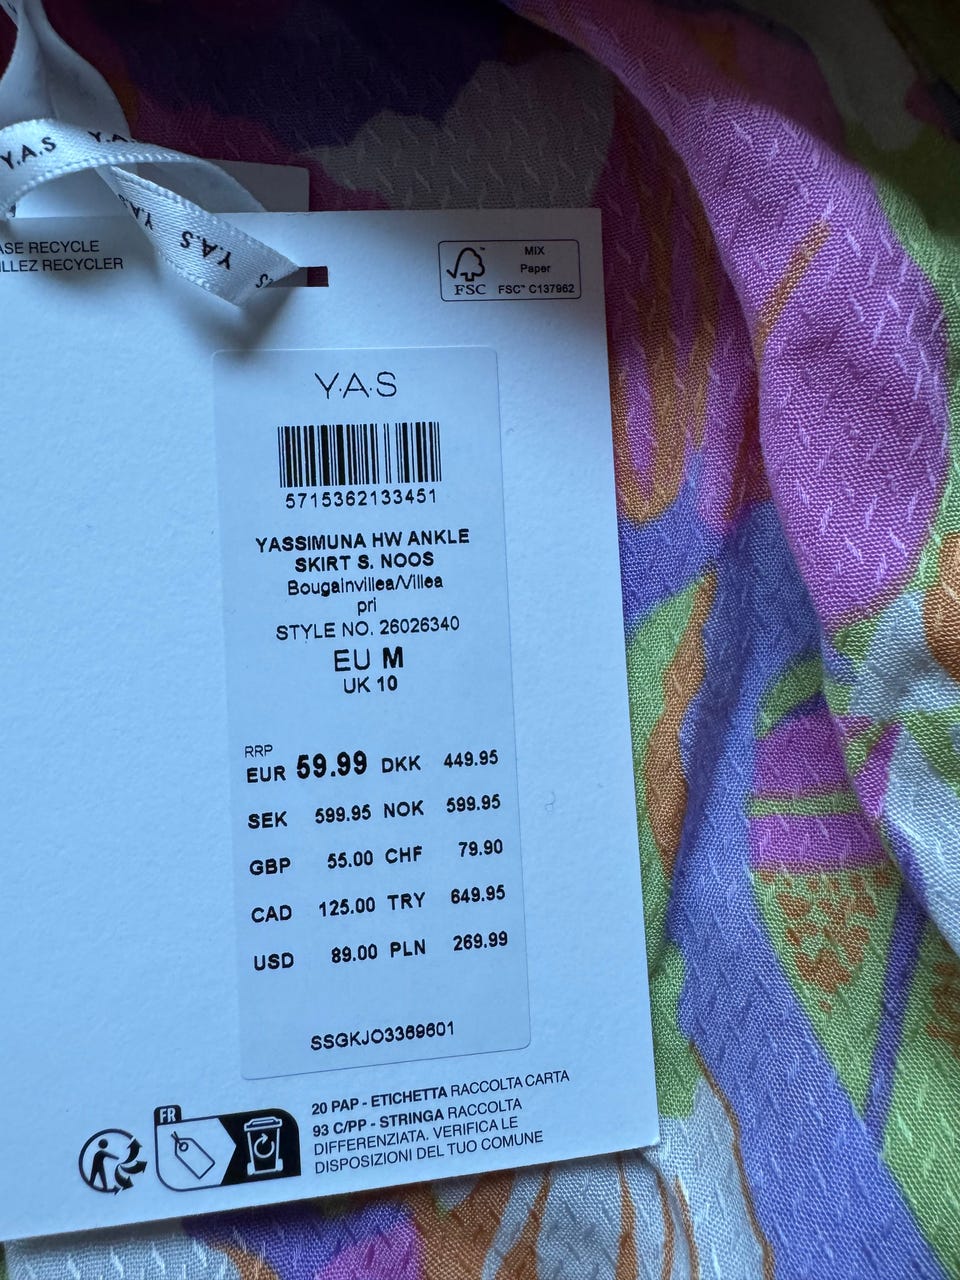 Y.A.S
Y.A.
Y.A.S
Y.A.S
ASE RECYCLE
ILLEZ RECYCLER
FSC™
MIX
Paper
FSC™ C137962
Y.A.S
5715362133451
YASSIMUNA HW ANKLE
SKIRT S. NOOS
Bougainvillea/Villea
pri
STYLE NO. 26026340
EU M
UK 10
RRP
EUR 59.99 DKK 449.95
SEK 599.95 NOK 599.95
GBP 55.00 CHF 79.90
CAD 125.00 TRY 649.95
USD 89.00 PLN 269.99
SSGKJO3369601
FR
20 PAP - ETICHETTA RACCOLTA CARTA
93 C/PP - STRINGA RACCOLTA
DIFFERENZIATA. VERIFICA LE
DISPOSIZIONI DEL TUO COMUNE